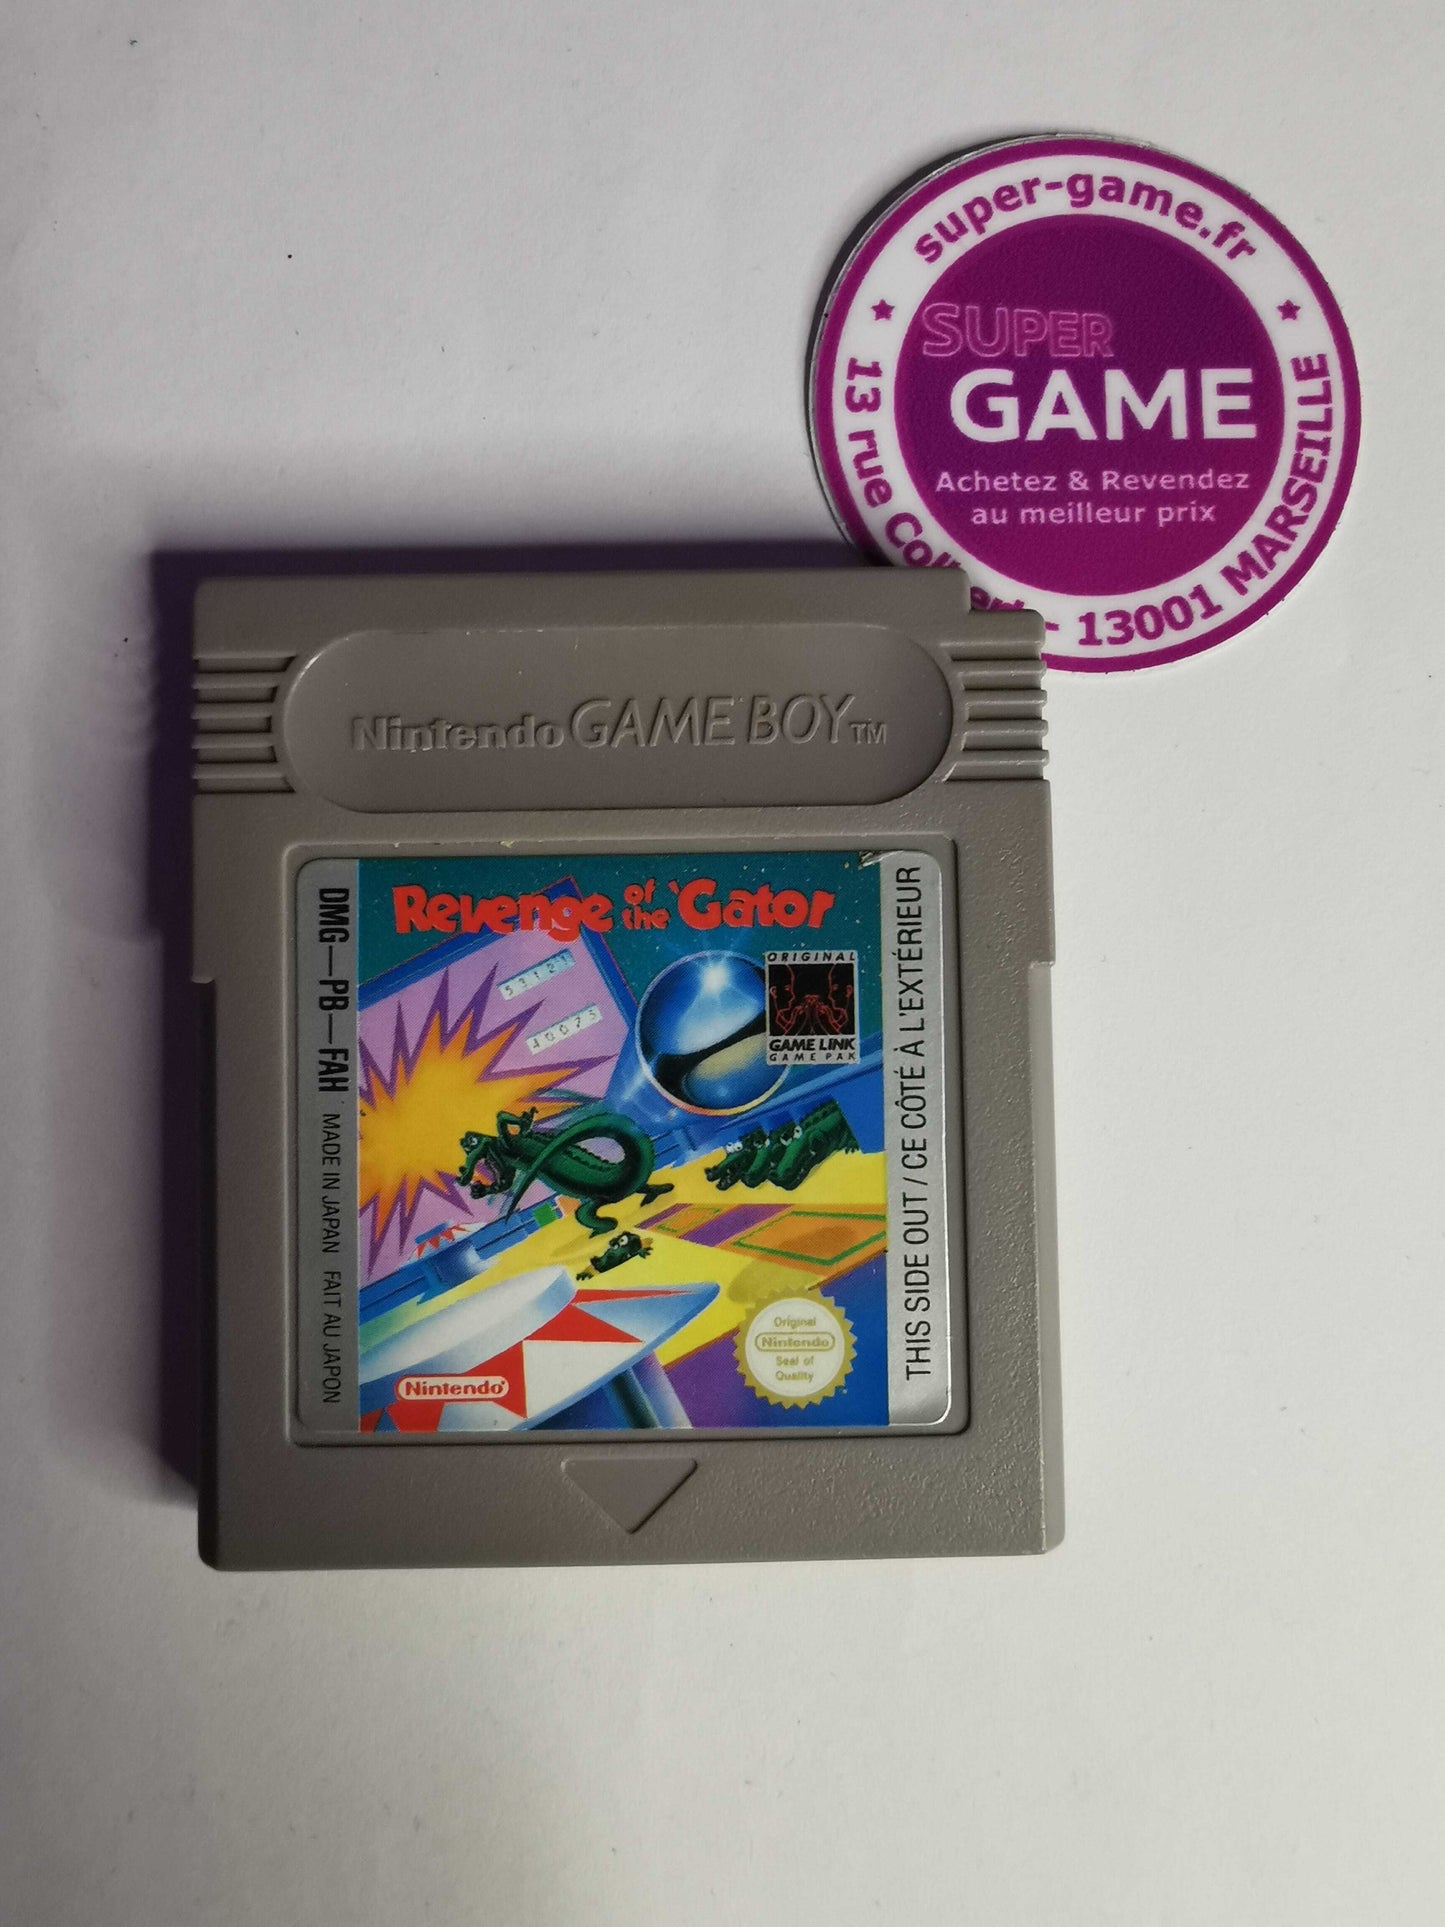 super-game.fr
SUPER
GAME
Achetez & Revendez
au meilleur prix
13 rue - 13001 MARSEILLE
Nintendo GAME BOY TM
Revenge of the 'Gator
53121
40075
ORIGINAL
GAME LINK
GAME PAK
DMG-PB-FAH MADE IN JAPAN FAIT AU JAPON
THIS SIDE OUT / CE CÔTÉ À L'EXTÉRIEUR
Original
Nintendo
Seal of
Quality
Nintendo®